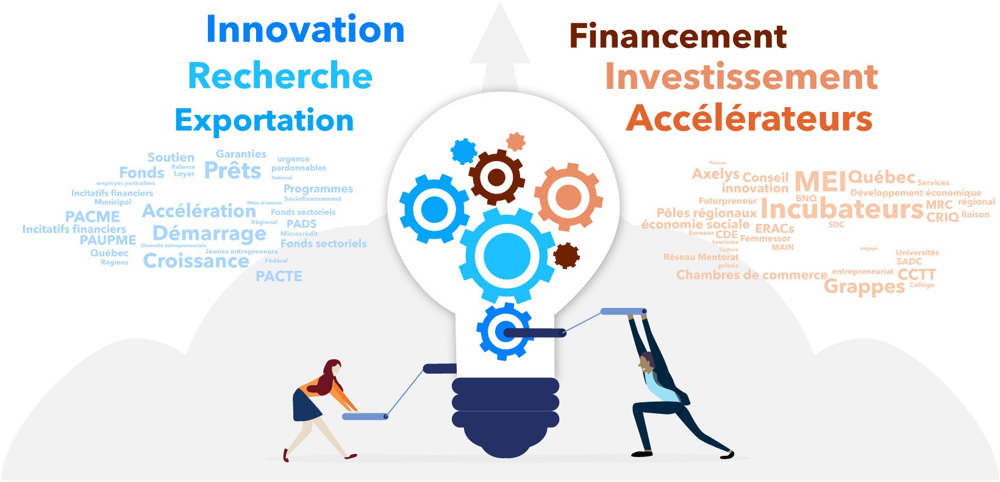 Innovation
Recherche
Exportation
Soutien
Garanties
urgence
Fonds
Relance
Loyer
Prêts
pardonnables
National
employés particuliers
Programmes
Incitatifs financiers
Sociofinancement
Municipal
Main d'oeuvre
PACME
Accélération
Fonds sectoriels
Régional
PADS
Incitatifs financiers
Démarrage
Microcrédit
PAUPME
Diversité entrepreneuriale
Fonds sectoriels
Québec
Jeunes entrepreneurs
Régions
Croissance
Fédéral
PACTE
Financement
Investissement
Accélérateurs
Firmes
Axelys
Conseil
MEI
Québec
Services
innovation
Développement économique
Futurpreneur
BNQ
Incubateurs
MRC
régional
Pôles régionaux
CRIQ
liaison
économie sociale
ERACs
SDC
Bureaux
CDE
Femmessor
tourisme
MAIN
Culture
cégeps
Universités
Réseau Mentorat
SADC
privés
Chambres de commerce
entrepreneuriat
CCTT
Grappes
Collège